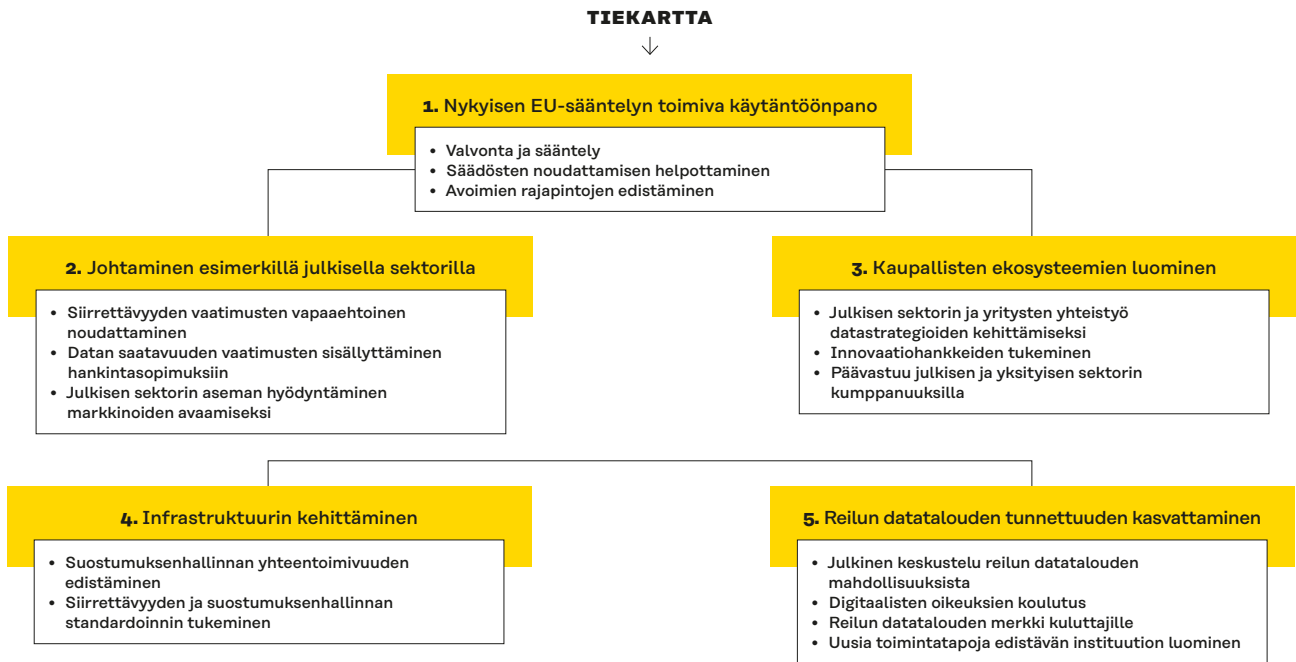 TIEKARTTA
1. Nykyisen EU-sääntelyn toimiva käytäntöönpano
• Valvonta ja sääntely
• Säädösten noudattamisen helpottaminen
• Avoimien rajapintojen edistäminen
2. Johtaminen esimerkillä julkisella sektorilla
• Siirrettävyyden vaatimusten vapaaehtoinen
noudattaminen
• Datan saatavuuden vaatimusten sisällyttäminen
hankintasopimuksiin
• Julkisen sektorin aseman hyödyntäminen
markkinoiden avaamiseksi
3. Kaupallisten ekosysteemien luominen
• Julkisen sektorin ja yritysten yhteistyö
datastrategioiden kehittämiseksi
• Innovaatiohankkeiden tukeminen
• Päävastuu julkisen ja yksityisen sektorin
kumppanuuksilla
4. Infrastruktuurin kehittäminen
• Suostumuksenhallinnan yhteentoimivuuden
edistäminen
• Siirrettävyyden ja suostumuksenhallinnan
standardoinnin tukeminen
5. Reilun datatalouden tunnettuuden kasvattaminen
• Julkinen keskustelu reilun datatalouden
mahdollisuuksista
• Digitaalisten oikeuksien koulutus
• Reilun datatalouden merkki kuluttajille
• Uusia toimintatapoja edistävän instituution luominen